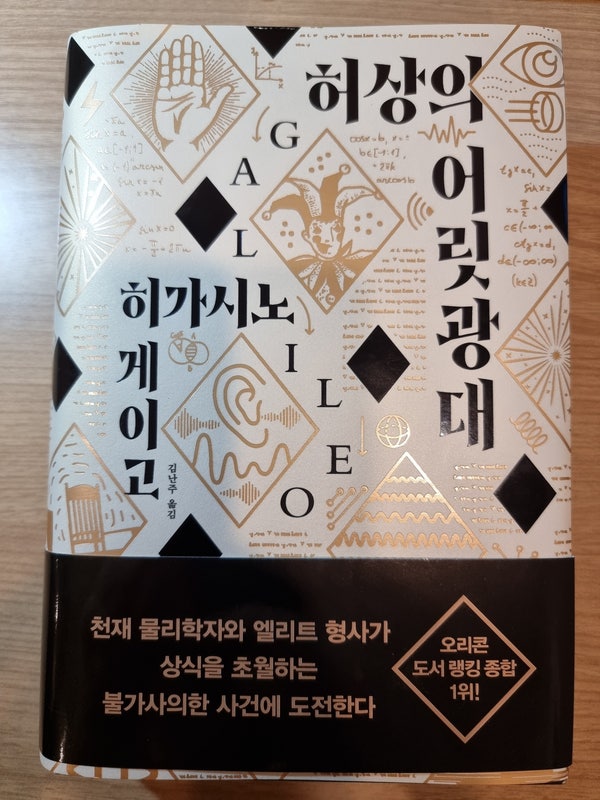 허상의
어릿광대
GALILEO
히가시노
게이고
김난주 옮김
천재 물리학자와 엘리트 형사가
상식을 초월하는
불가사의한 사건에 도전한다
오리콘
도서 랭킹 종합
1위!